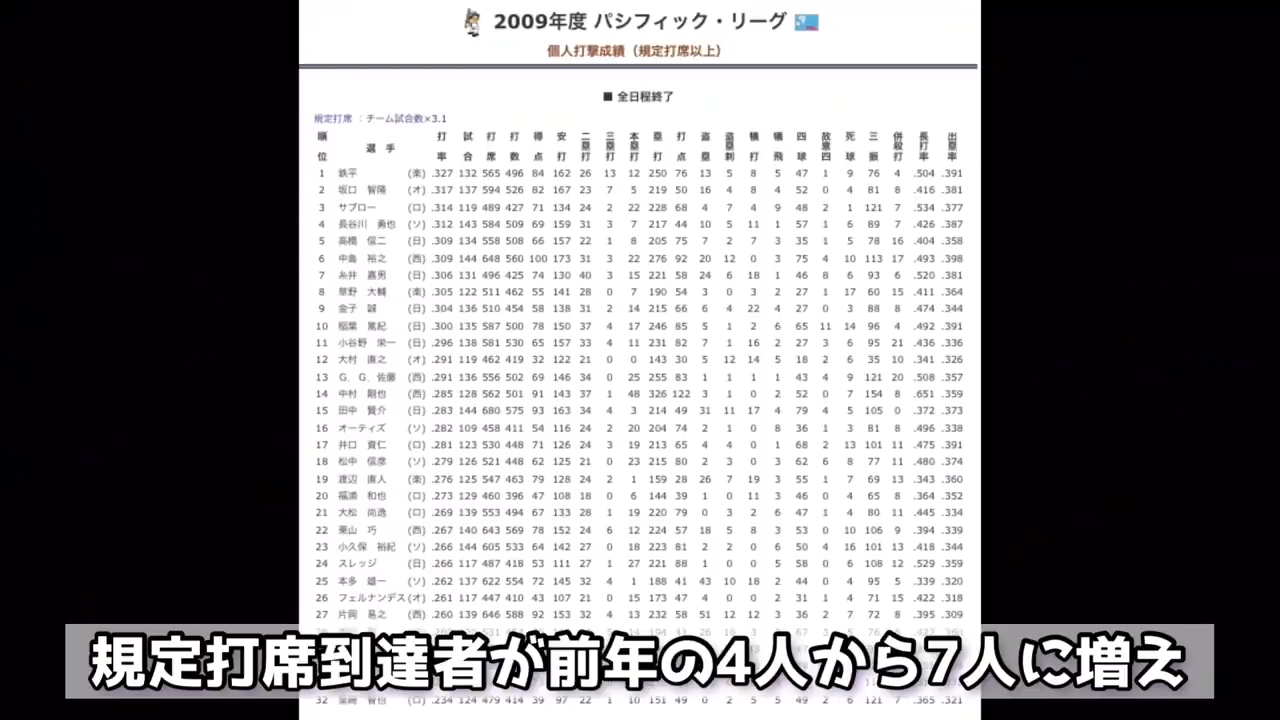 2009年度 パシフィック・リーグ
個人打撃成績（規定打席以上）
■ 全日程終了
規定打席 ：チーム試合数×3.1
順位 選手 打率 試合 打席 打数 得点 安打 二塁打 三塁打 本塁打 塁打 打点 盗塁 盗塁刺 犠打 犠飛 四球 故意四 死球 三振 併殺打 長打率 出塁率
1 鉄平 (楽) .327 132 565 496 84 162 26 13 12 250 76 13 5 8 5 47 1 9 76 4 .504 .391
2 坂口 智隆 (オ) .317 137 594 526 82 167 23 7 5 219 50 16 4 8 4 52 0 4 81 8 .416 .381
3 サブロー (ロ) .314 119 489 427 71 134 24 2 22 228 68 4 7 4 9 48 2 1 121 7 .534 .377
4 長谷川 勇也 (ソ) .312 143 584 509 69 159 31 3 7 217 44 10 5 11 1 57 1 6 89 7 .426 .387
5 高橋 信二 (日) .309 134 558 508 66 157 22 1 8 205 75 7 2 7 3 35 1 5 78 16 .404 .358
6 中島 裕之 (西) .309 144 648 560 100 173 31 3 22 276 92 20 12 0 3 75 4 10 113 17 .493 .398
7 糸井 嘉男 (日) .306 131 496 425 74 130 40 3 15 221 58 24 6 18 1 46 8 6 93 6 .520 .381
8 草野 大輔 (楽) .305 122 511 462 55 141 28 0 7 190 54 3 0 3 2 27 1 17 60 15 .411 .364
9 金子 誠 (日) .304 136 510 454 58 138 31 2 14 215 66 6 4 22 4 27 0 3 88 8 .474 .344
10 稲葉 篤紀 (日) .300 135 587 500 78 150 37 4 17 246 85 5 1 2 6 65 11 14 96 4 .492 .391
11 小谷野 栄一 (日) .296 138 581 530 65 157 33 4 11 231 82 7 1 16 2 27 3 6 95 21 .436 .336
12 大村 直之 (オ) .291 119 462 419 32 122 21 0 0 143 30 5 12 14 5 18 2 6 35 10 .341 .326
13 Ｇ．Ｇ．佐藤 (西) .291 136 556 502 69 146 34 0 25 255 83 1 1 1 1 43 4 9 121 20 .508 .357
14 中村 剛也 (西) .285 128 562 501 91 143 37 1 48 326 122 3 1 0 2 52 0 7 154 8 .651 .359
15 田中 賢介 (日) .283 144 680 575 93 163 34 4 3 214 49 31 11 17 4 79 4 5 105 0 .372 .373
16 オーティズ (ソ) .282 109 458 411 54 116 24 2 20 204 74 2 1 0 8 36 1 3 81 8 .496 .338
17 井口 資仁 (ロ) .281 123 530 448 71 126 24 3 19 213 65 4 4 0 1 68 2 13 101 11 .475 .391
18 松中 信彦 (ソ) .279 126 521 448 62 125 21 0 23 215 80 2 3 0 3 62 6 8 77 11 .480 .374
19 渡辺 直人 (楽) .276 125 547 463 79 128 24 2 1 159 28 26 7 19 3 55 1 7 69 13 .343 .360
20 福浦 和也 (ロ) .273 129 460 396 47 108 18 0 6 144 39 1 0 11 3 46 0 4 65 8 .364 .352
21 大松 尚逸 (ロ) .269 139 553 494 67 133 28 1 19 220 79 0 3 2 6 47 1 4 80 11 .445 .334
22 栗山 巧 (西) .267 140 643 569 78 152 24 6 12 224 57 18 5 8 3 53 0 10 106 9 .394 .339
23 小久保 裕紀 (ソ) .266 144 605 533 64 142 27 0 18 223 81 2 2 0 6 50 4 16 101 13 .418 .344
24 スレッジ (日) .266 117 487 418 53 111 27 1 27 221 88 1 0 0 5 58 0 6 108 12 .529 .359
25 本多 雄一 (ソ) .262 137 622 554 72 145 32 4 1 188 41 43 10 18 2 44 0 4 95 5 .339 .320
26 フェルナンデス (オ) .261 117 447 410 43 107 21 0 15 173 47 4 0 0 2 31 1 4 71 15 .422 .318
27 片岡 易之 (西) .260 139 646 588 92 153 32 4 13 232 58 51 12 12 3 36 2 7 72 8 .395 .309
規定打席到達者が前年の4人から7人に増え
32 里崎 智也 (ロ) .234 124 479 414 39 97 22 1 10 151 49 0 2 5 5 49 2 6 121 7 .365 .321